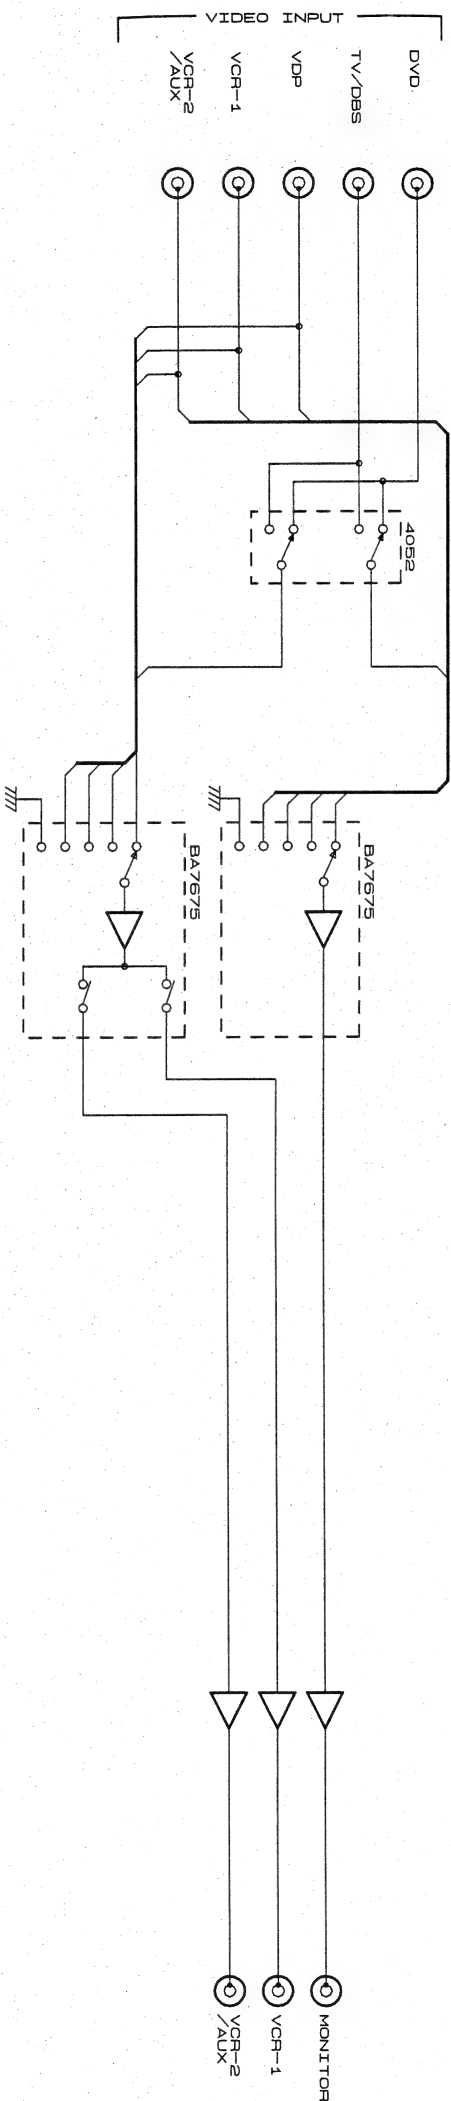 VIDEO INPUT
DVD
TV/DBS
VDP
VCR-1
VCR-2
/AUX
4052
BA7675
BA7675
MONITOR
VCR-1
VCR-2
/AUX